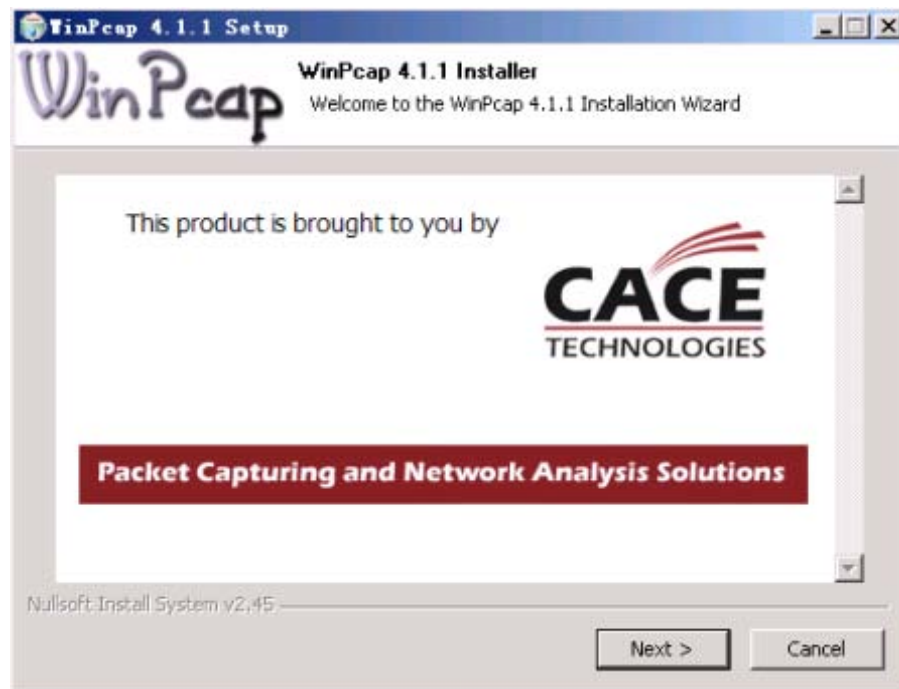 WinPcap 4.1.1 Setup
WinPcap
WinPcap 4.1.1 Installer
Welcome to the WinPcap 4.1.1 Installation Wizard
This product is brought to you by
CACE
TECHNOLOGIES
Packet Capturing and Network Analysis Solutions
Nullsoft Install System v2.45
Next >
Cancel